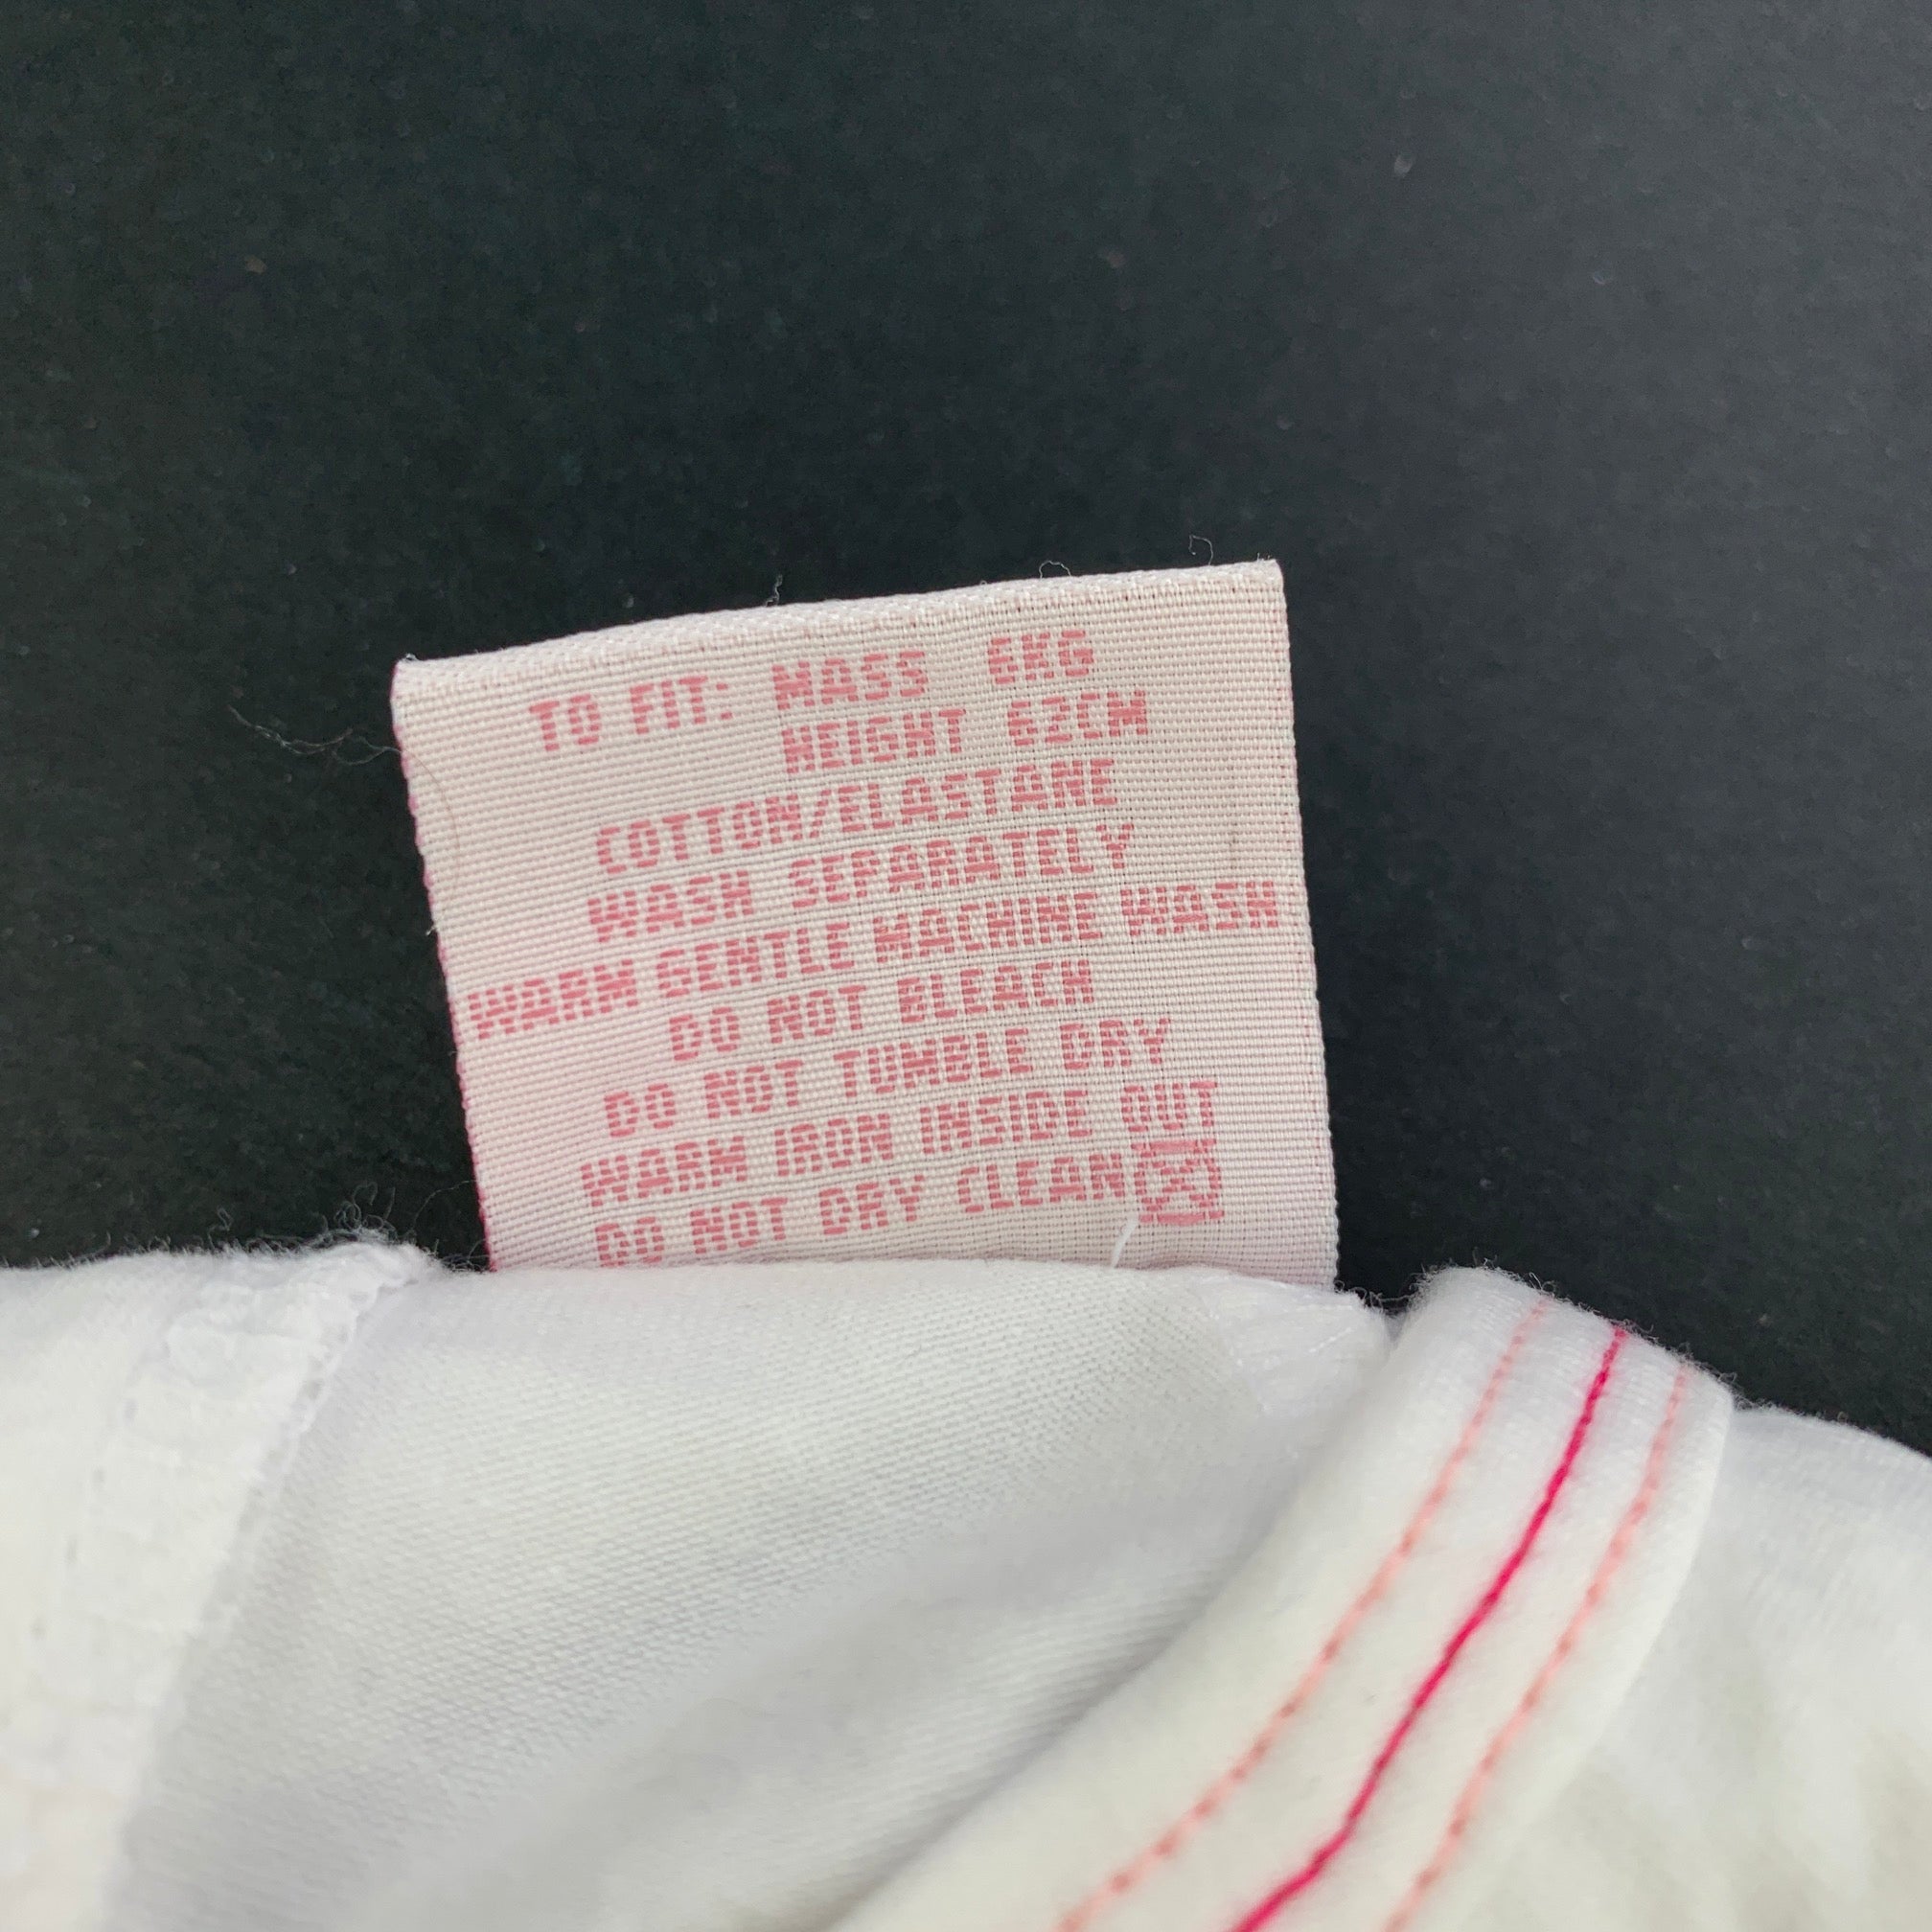 TO FIT: MASS 6KG
HEIGHT 62CM
COTTON/ELASTANE
WASH SEPARATELY
WARM GENTLE MACHINE WASH
DO NOT BLEACH
DO NOT TUMBLE DRY
WARM IRON INSIDE OUT
DO NOT DRY CLEAN